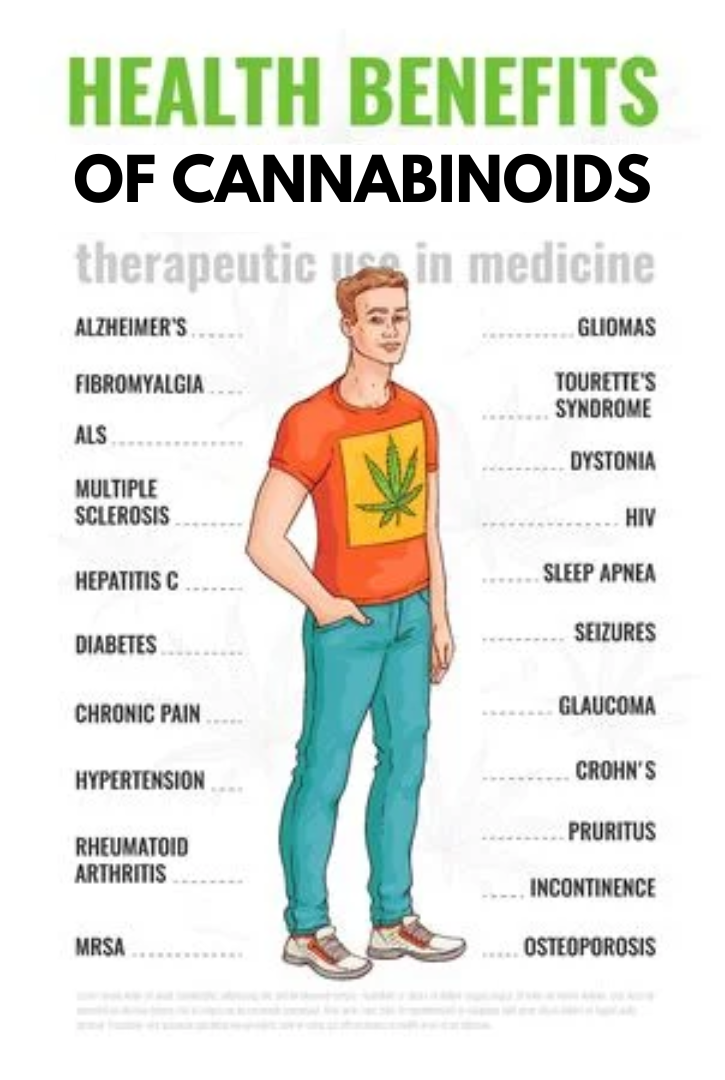 HEALTH BENEFITS
OF CANNABINOIDS
therapeutic use in medicine
ALZHEIMER'S
FIBROMYALGIA
ALS
MULTIPLE
SCLEROSIS
HEPATITIS C
DIABETES
CHRONIC PAIN
HYPERTENSION
RHEUMATOID
ARTHRITIS
MRSA
GLIOMAS
TOURETTE'S
SYNDROME
DYSTONIA
HIV
SLEEP APNEA
SEIZURES
GLAUCOMA
CROHN'S
PRURITUS
INCONTINENCE
OSTEOPOROSIS